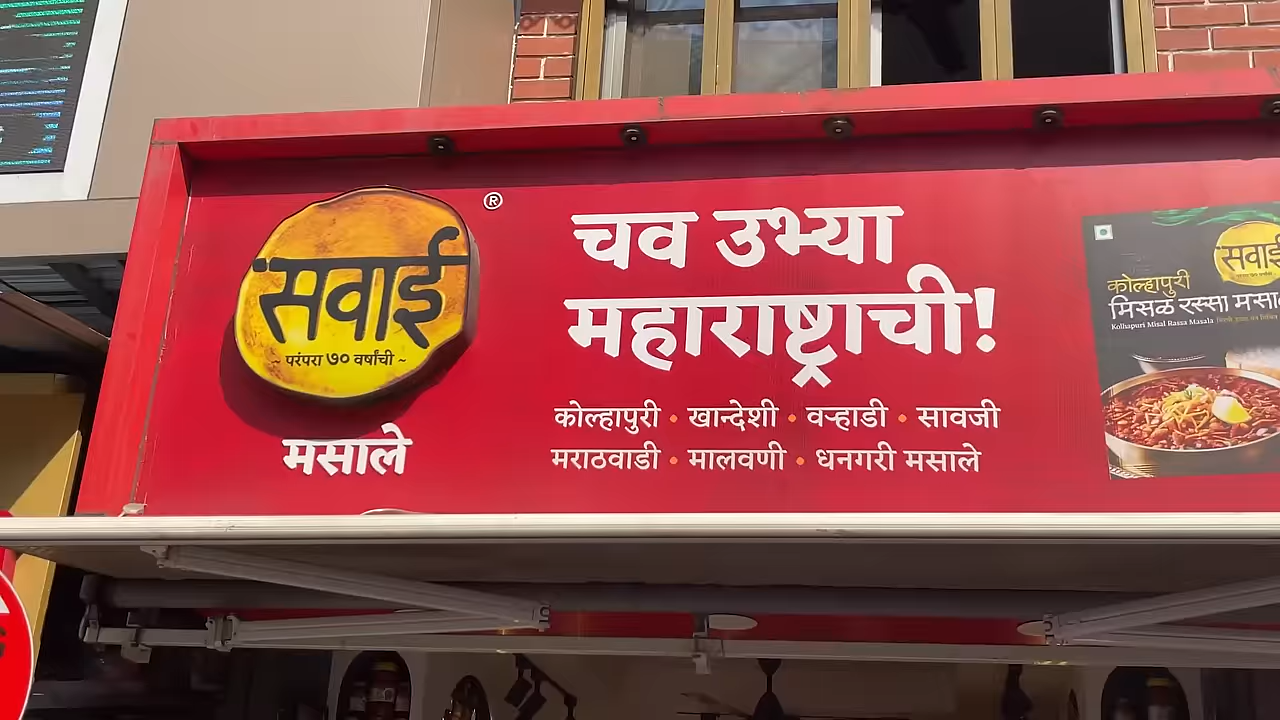 सवाई
~ परंपरा ७० वर्षांची ~
®
मसाले
चव उभ्या
महाराष्ट्राची!
कोल्हापुरी • खान्देशी • वऱ्हाडी • सावजी
मराठवाडी • मालवणी • धनगरी मसाले
सवाई
कोल्हापुरी
मिसळ रस्सा मसा
Kolhapuri Misal Rassa Masala